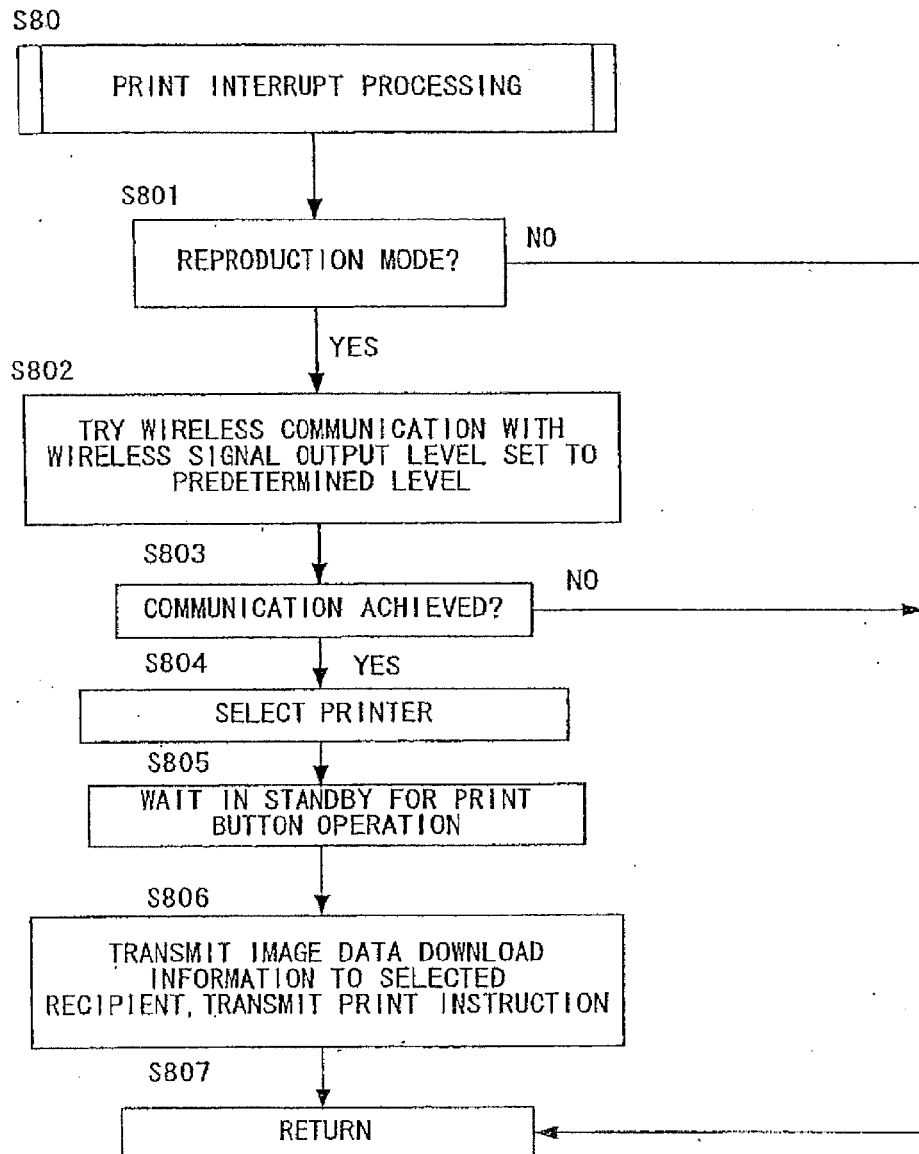 S80
PRINT INTERRUPT PROCESSING
S801
REPRODUCTION MODE?
NO
YES
S802
TRY WIRELESS COMMUNICATION WITH
WIRELESS SIGNAL OUTPUT LEVEL SET TO
PREDETERMINED LEVEL
S803
COMMUNICATION ACHIEVED?
NO
S804
YES
SELECT PRINTER
S805
WAIT IN STANDBY FOR PRINT
BUTTON OPERATION
S806
TRANSMIT IMAGE DATA DOWNLOAD
INFORMATION TO SELECTED
RECIPIENT, TRANSMIT PRINT INSTRUCTION
S807
RETURN